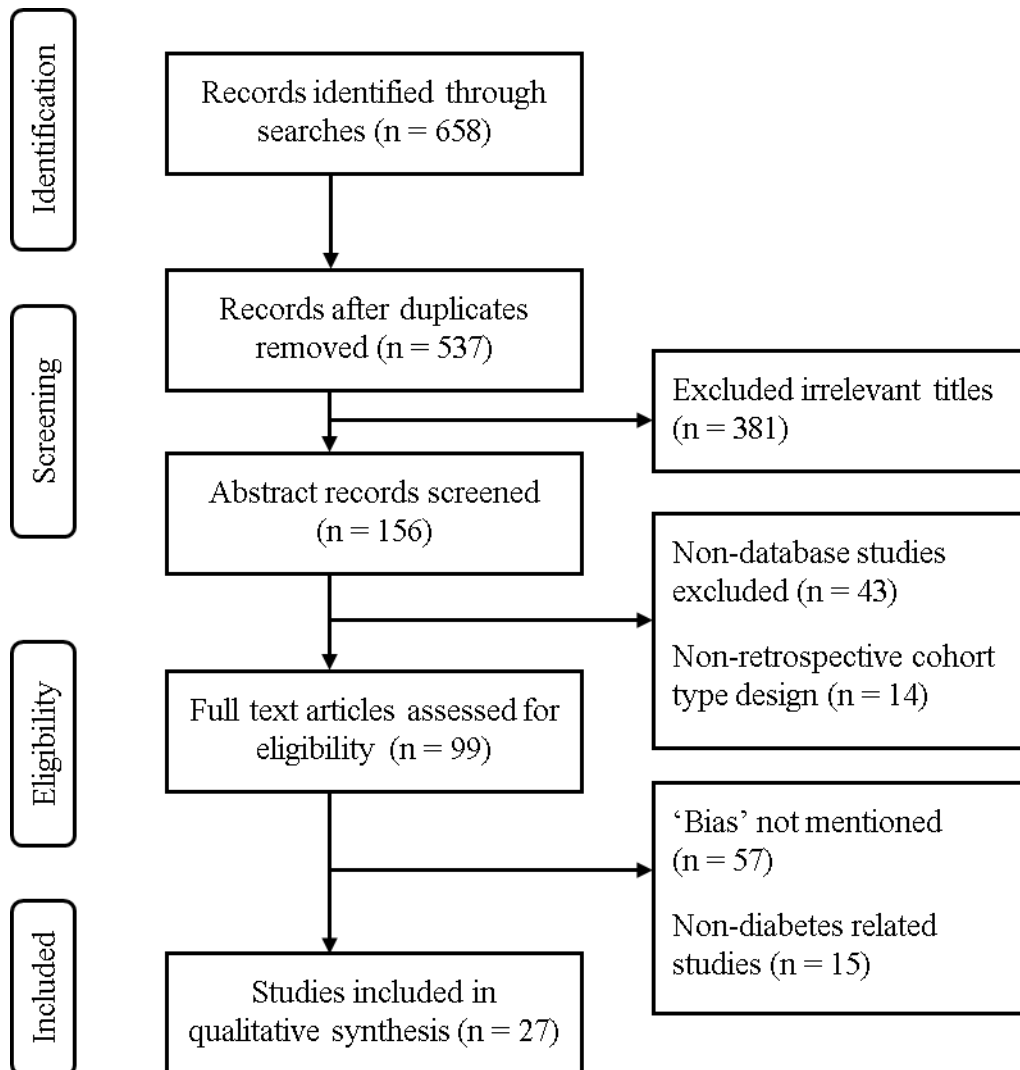 Identification
Records identified through
searches (n = 658)
Records after duplicates
removed (n = 537)
Screening
Excluded irrelevant titles
(n = 381)
Abstract records screened
(n = 156)
Non-database studies
excluded (n = 43)
Non-retrospective cohort
type design (n = 14)
Eligibility
Full text articles assessed for
eligibility (n = 99)
‘Bias’ not mentioned
(n = 57)
Non-diabetes related
studies (n = 15)
Included
Studies included in
qualitative synthesis (n = 27)